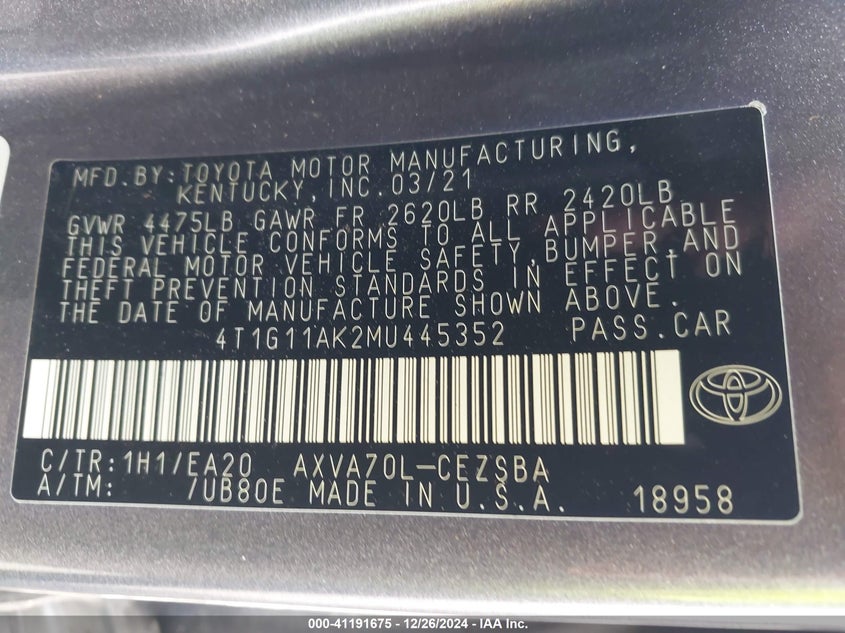 MFD.BY:TOYOTA MOTOR MANUFACTURING,
KENTUCKY,INC.03/21
GVWR 4475LB GAWR FR 2620LB RR 2420LB
THIS VEHICLE CONFORMS TO ALL APPLICABLE
FEDERAL MOTOR VEHICLE SAFETY,BUMPER,AND
THEFT PREVENTION STANDARDS IN EFFECT ON
THE DATE OF MANUFACTURE SHOWN ABOVE.
4T1G11AK2MU445352 PASS.CAR
C/TR:1H1/EA20 AXVA70L-CEZSBA
A/TM: /UB80E MADE IN U.S.A. 18958
000-41191675 - 12/26/2024 - IAA Inc.